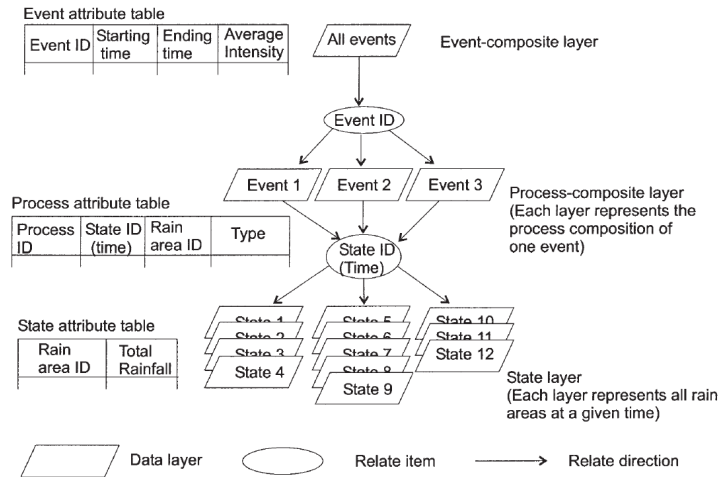 Event attribute table
Event ID
Starting
time
Ending
time
Average
Intensity
All events
Event-composite layer
Event ID
Event 1
Event 2
Event 3
Process-composite layer
(Each layer represents the
process composition of
one event)
Process attribute table
Process
ID
State ID
(time)
Rain
area ID
Type
State ID
(Time)
State attribute table
Rain
area ID
Total
Rainfall
State 1
State 2
State 3
State 4
State 5
State 6
State 7
State 8
State 9
State 10
State 11
State 12
State layer
(Each layer represents all rain
areas at a given time)
Data layer
Relate item
Relate direction